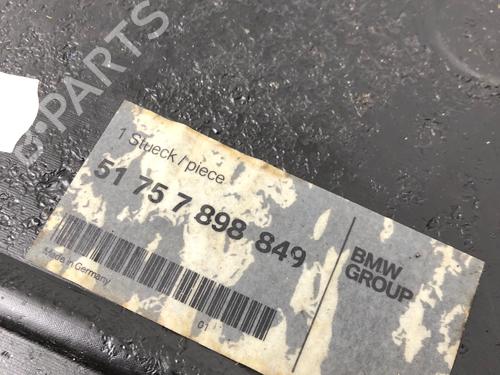 B-PARTS
1 Stueck / piece
51 75 7 898 849
Made in Germany
01
BMW
GROUP